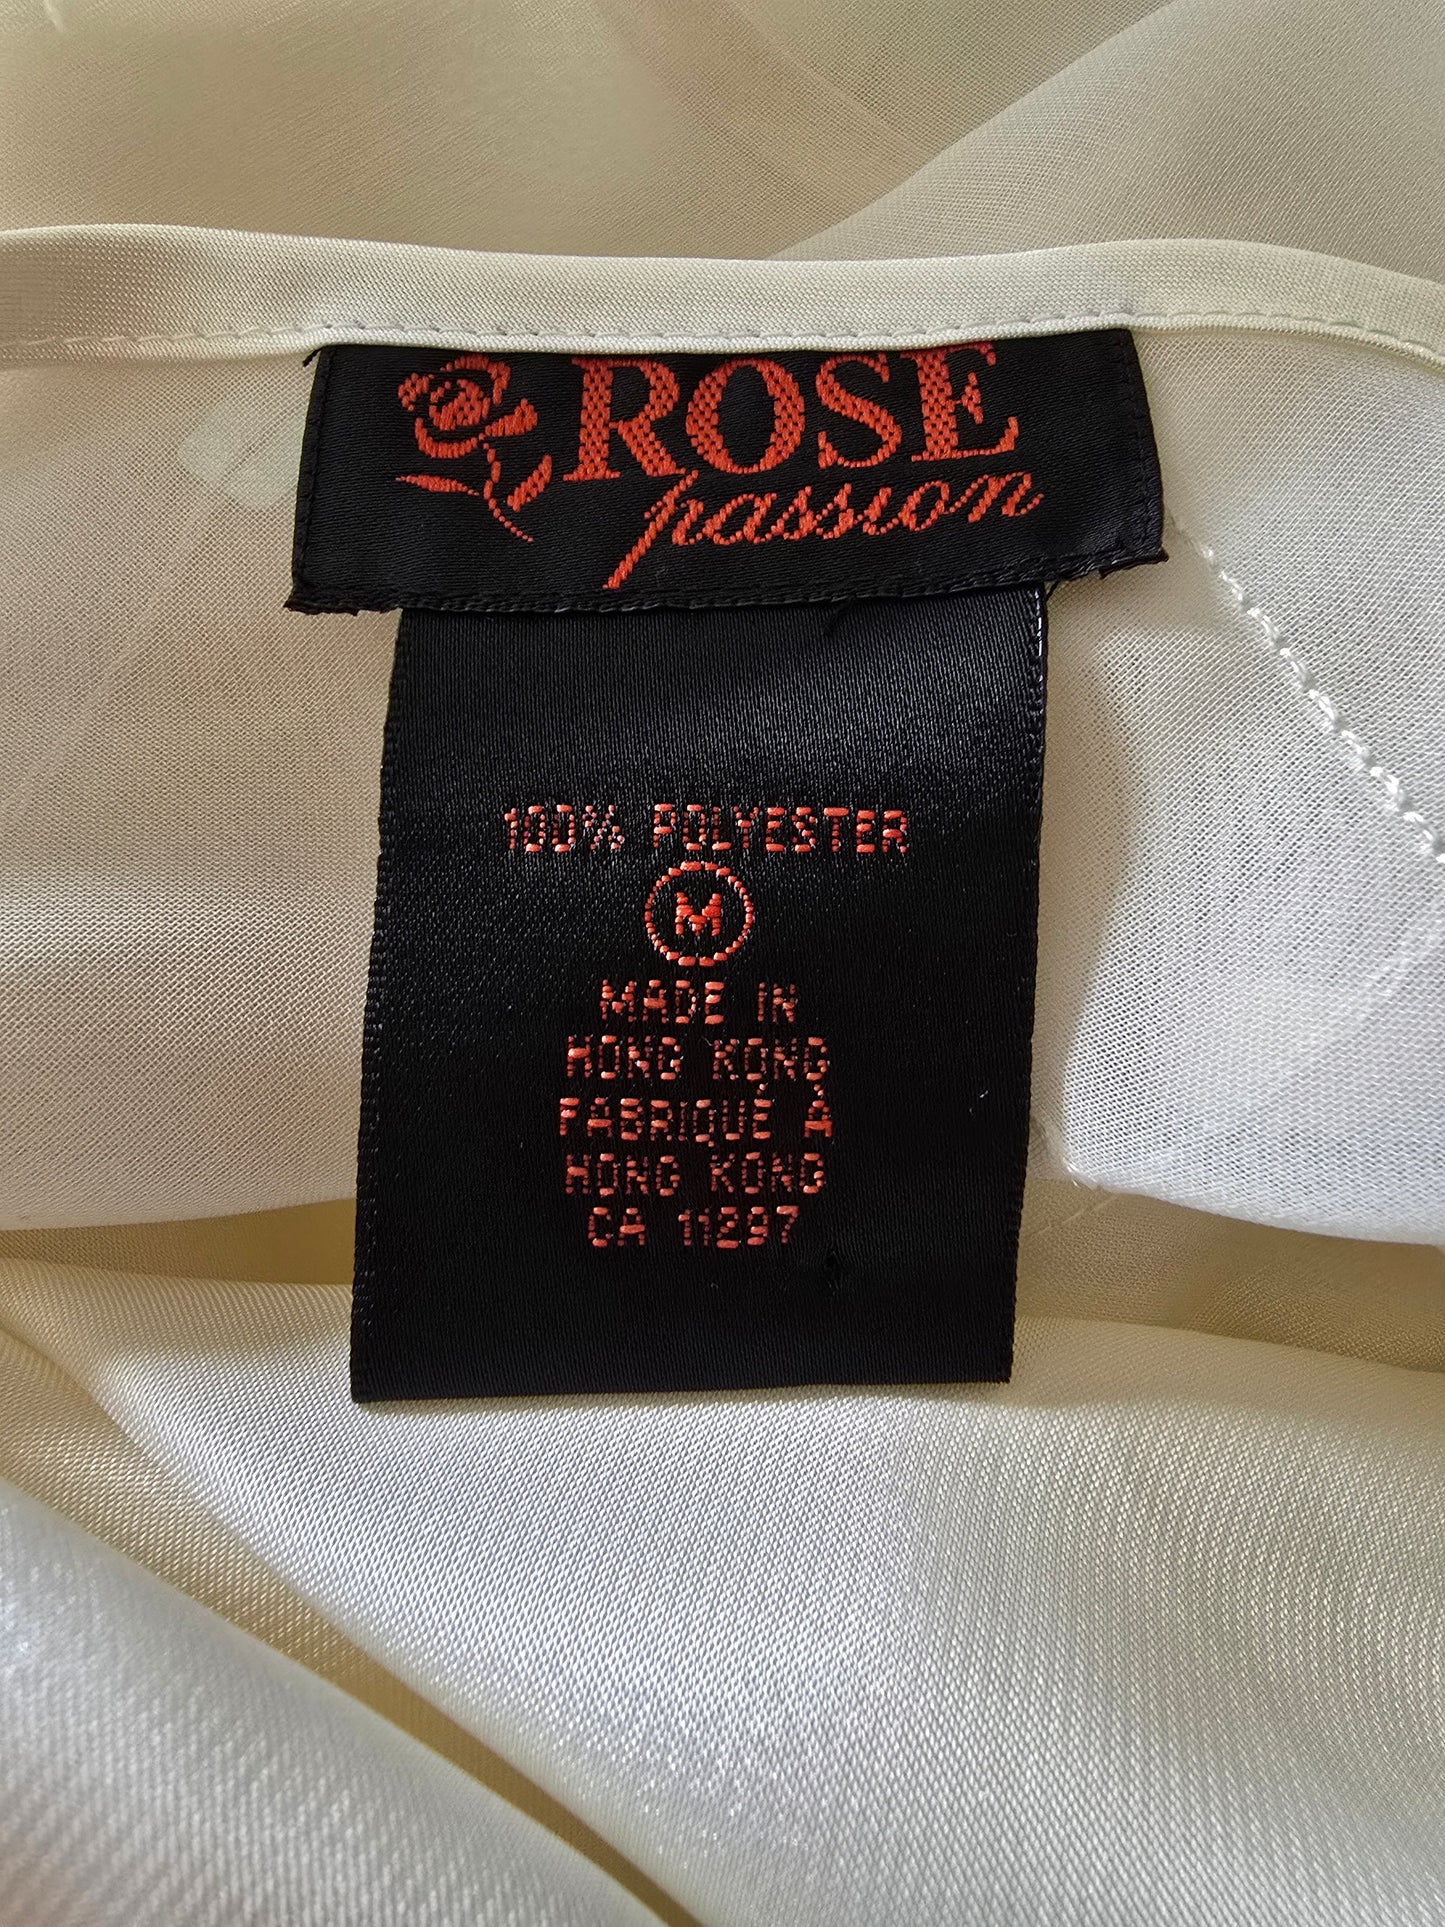 ROSE
passion
100% POLYESTER
M
MADE IN
HONG KONG
FABRIQUÉ À
HONG KONG
CA 11297